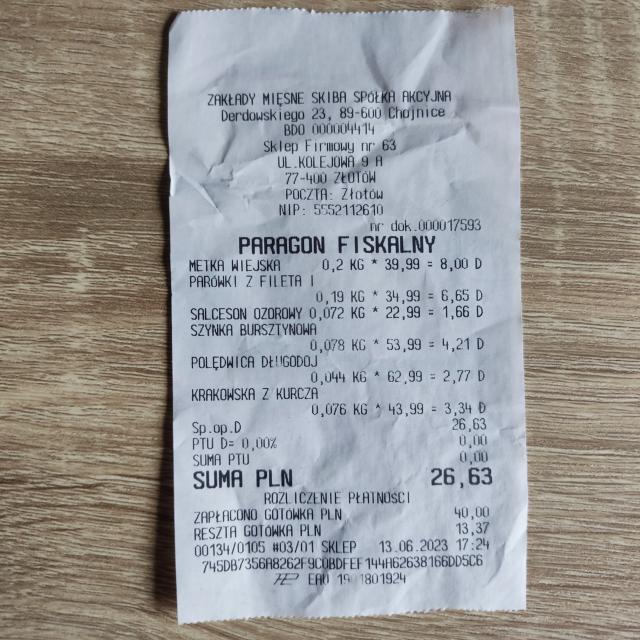 ZAKŁADY MIĘSNE SKIBA SPÓŁKA AKCYJNA
Derdowskiego 23, 89-600 Chojnice
BDO 000004414
Sklep Firmowy nr 63
UL.KOLEJOWA 9 A
77-400 ZŁOTÓW
POCZTA: Złotów
NIP: 5552112610
nr dok.000017593
PARAGON FISKALNY
METKA WIEJSKA 0,2 KG * 39,99 = 8,00 D
PARÓWKI Z FILETA I
0,19 KG * 34,99 = 6,65 D
SALCESON OZOROWY 0,072 KG * 22,99 = 1,66 D
SZYNKA BURSZTYNOWA
0,078 KG * 53,99 = 4,21 D
POLĘDWICA DŁUGODOJ
0,044 KG * 62,99 = 2,77 D
KRAKOWSKA Z KURCZA
0,076 KG * 43,99 = 3,34 D
Sp.op.D 26,63
PTU D= 0,00% 0,00
SUMA PTU 0,00
SUMA PLN 26,63
ROZLICZENIE PŁATNOŚCI
ZAPŁACONO GOTÓWKA PLN 40,00
RESZTA GOTÓWKA PLN 13,37
00134/0105 #03/01 SKLEP 13.06.2023 17:24
745DB7356A8262F9C0BDFEF144A62638166DD5C6
EAU